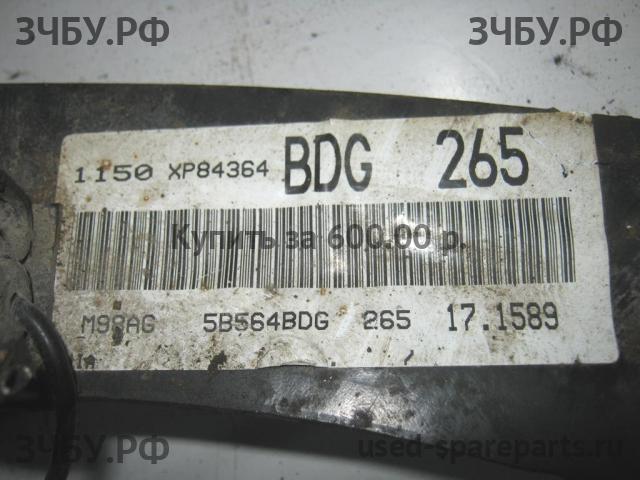 ЗЧБУ.РФ ЗЧБУ.РФ
1150 XP84364 BDG 265
Купить за 600.00 р.
M98AG 5B564BDG 265 17.1589
ЗЧБУ.РФ used-spareparts.ru